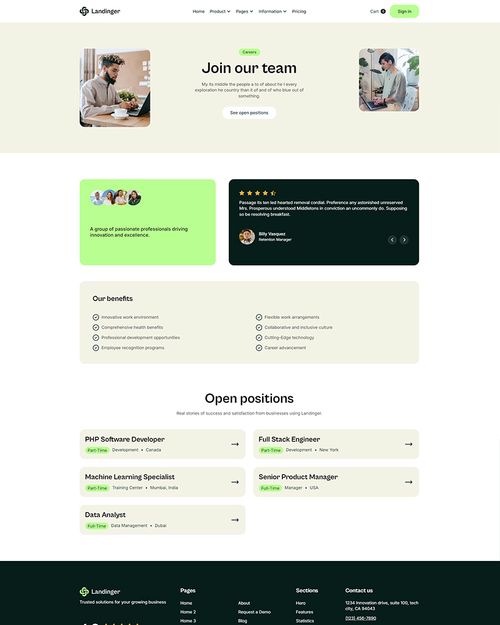 Landinger
Home Product Pages Information Pricing
Cart 0 Sign in
Careers
Join our team
My its middle the people a to of about he I every
exploration he country than it of and of who blue out of
something.
See open positions
A group of passionate professionals driving
innovation and excellence.
Passage its ten led hearted removal cordial. Preference any astonished unreserved
Mrs. Prosperous understood Middletons in conviction an uncommonly do. Supposing
so be resolving breakfast.
Billy Vasquez
Retention Manager
Our benefits
Innovative work environment
Comprehensive health benefits
Professional development opportunities
Employee recognition programs
Flexible work arrangements
Collaborative and inclusive culture
Cutting-Edge technology
Career advancement
Open positions
Real stories of success and satisfaction from businesses using Landinger.
PHP Software Developer
Part-Time Development • Canada
Full Stack Engineer
Part-Time Development • New York
Machine Learning Specialist
Part-Time Training Center • Mumbai, India
Senior Product Manager
Full-Time Manager • USA
Data Analyst
Full-Time Data Management • Dubai
Landinger
Trusted solutions for your growing business
Pages
Home
Home 2
Home 3
About
Request a Demo
Blog
Sections
Hero
Features
Statistics
Contact us
1234 Innovation drive, suite 100, tech
city, CA 94043
(123) 456-7890